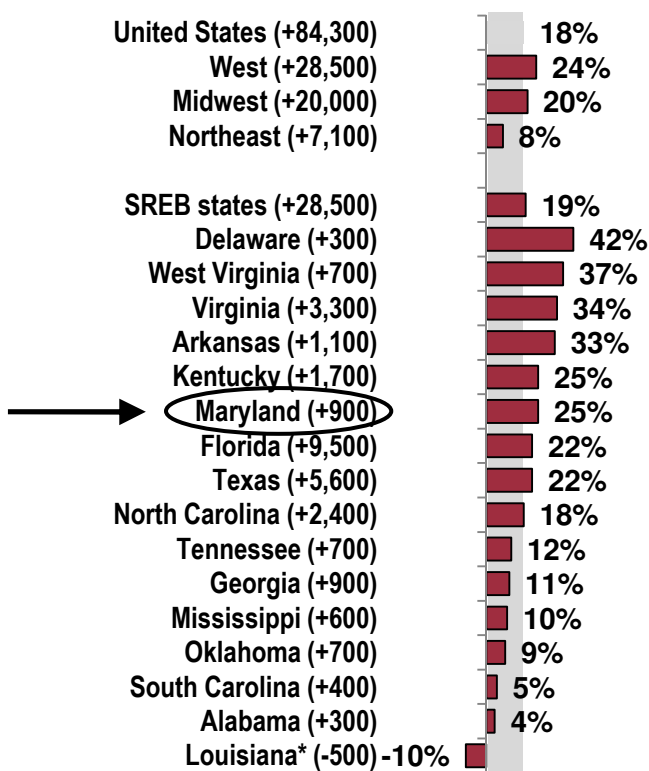 United States (+84,300) 18%
West (+28,500) 24%
Midwest (+20,000) 20%
Northeast (+7,100) 8%
SREB states (+28,500) 19%
Delaware (+300) 42%
West Virginia (+700) 37%
Virginia (+3,300) 34%
Arkansas (+1,100) 33%
Kentucky (+1,700) 25%
Maryland (+900) 25%
Florida (+9,500) 22%
Texas (+5,600) 22%
North Carolina (+2,400) 18%
Tennessee (+700) 12%
Georgia (+900) 11%
Mississippi (+600) 10%
Oklahoma (+700) 9%
South Carolina (+400) 5%
Alabama (+300) 4%
Louisiana* (-500) -10%